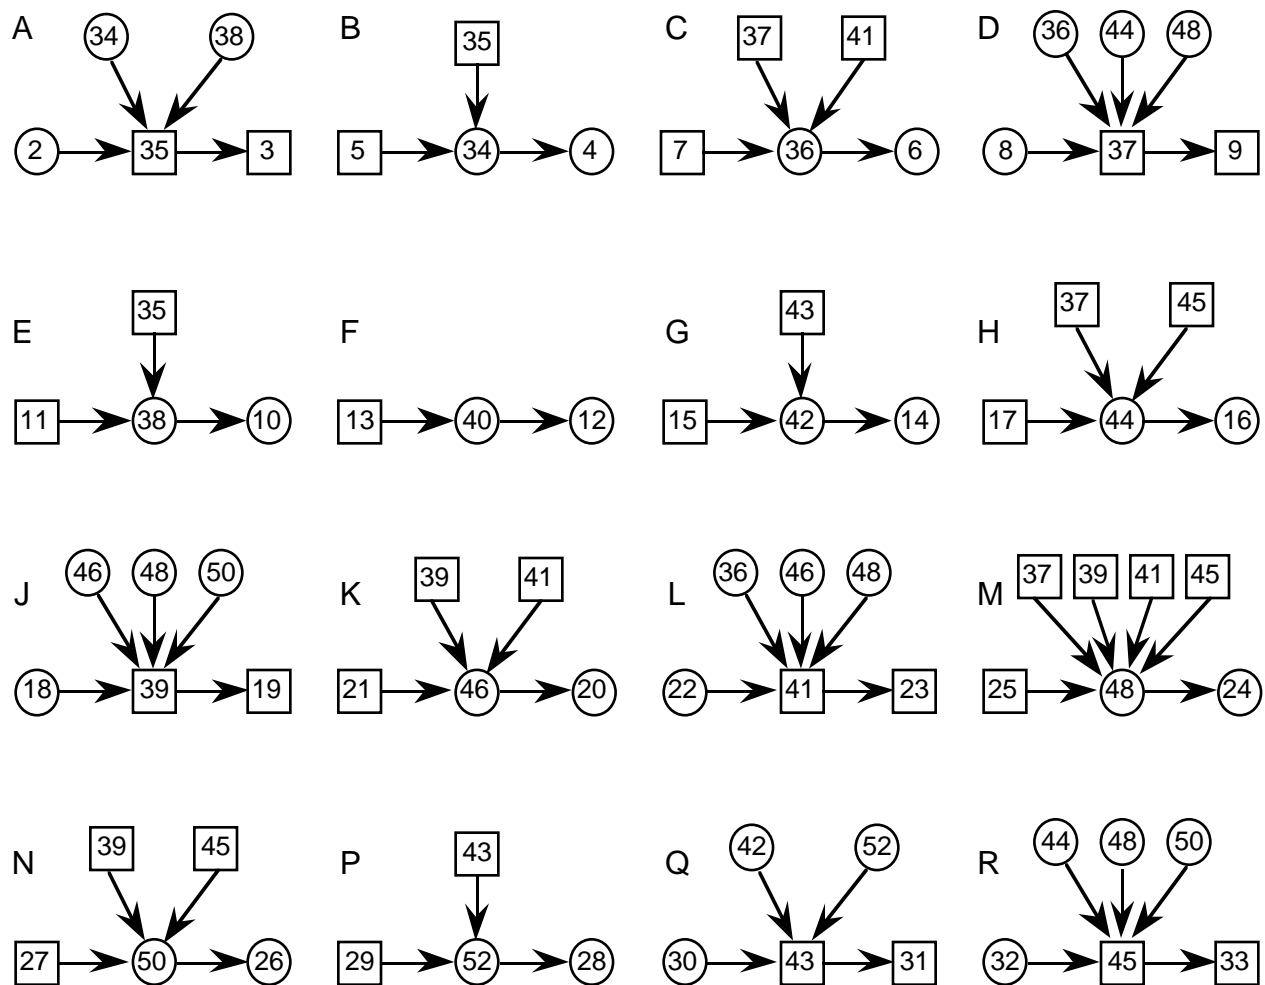 A 34 38 B 35 C 37 41 D 36 44 48
2 35 3 5 34 4 7 36 6 8 37 9
E 35 F G 43 H 37 45
11 38 10 13 40 12 15 42 14 17 44 16
J 46 48 50 K 39 41 L 36 46 48 M 37 39 41 45
18 39 19 21 46 20 22 41 23 25 48 24
N 39 45 P 43 Q 42 52 R 44 48 50
27 50 26 29 52 28 30 43 31 32 45 33